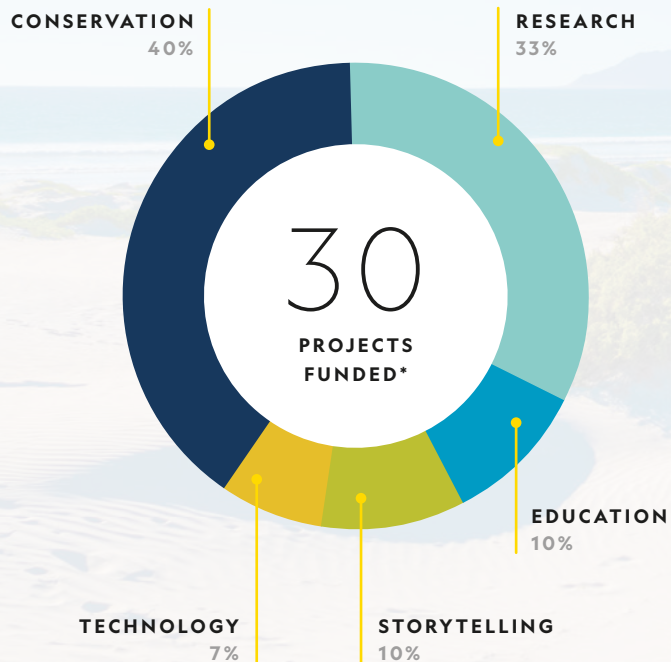 CONSERVATION
40%
RESEARCH
33%
30
PROJECTS
FUNDED*
EDUCATION
10%
TECHNOLOGY
7%
STORYTELLING
10%